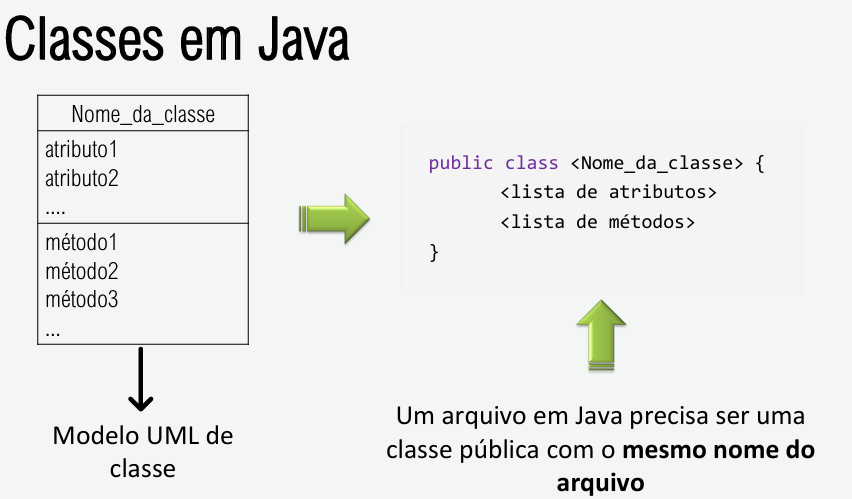 Classes em Java
Nome_da_classe
atributo1
atributo2
....
método1
método2
método3
...
Modelo UML de
classe
public class <Nome_da_classe> {
<lista de atributos>
<lista de métodos>
}
Um arquivo em Java precisa ser uma
classe pública com o mesmo nome do
arquivo